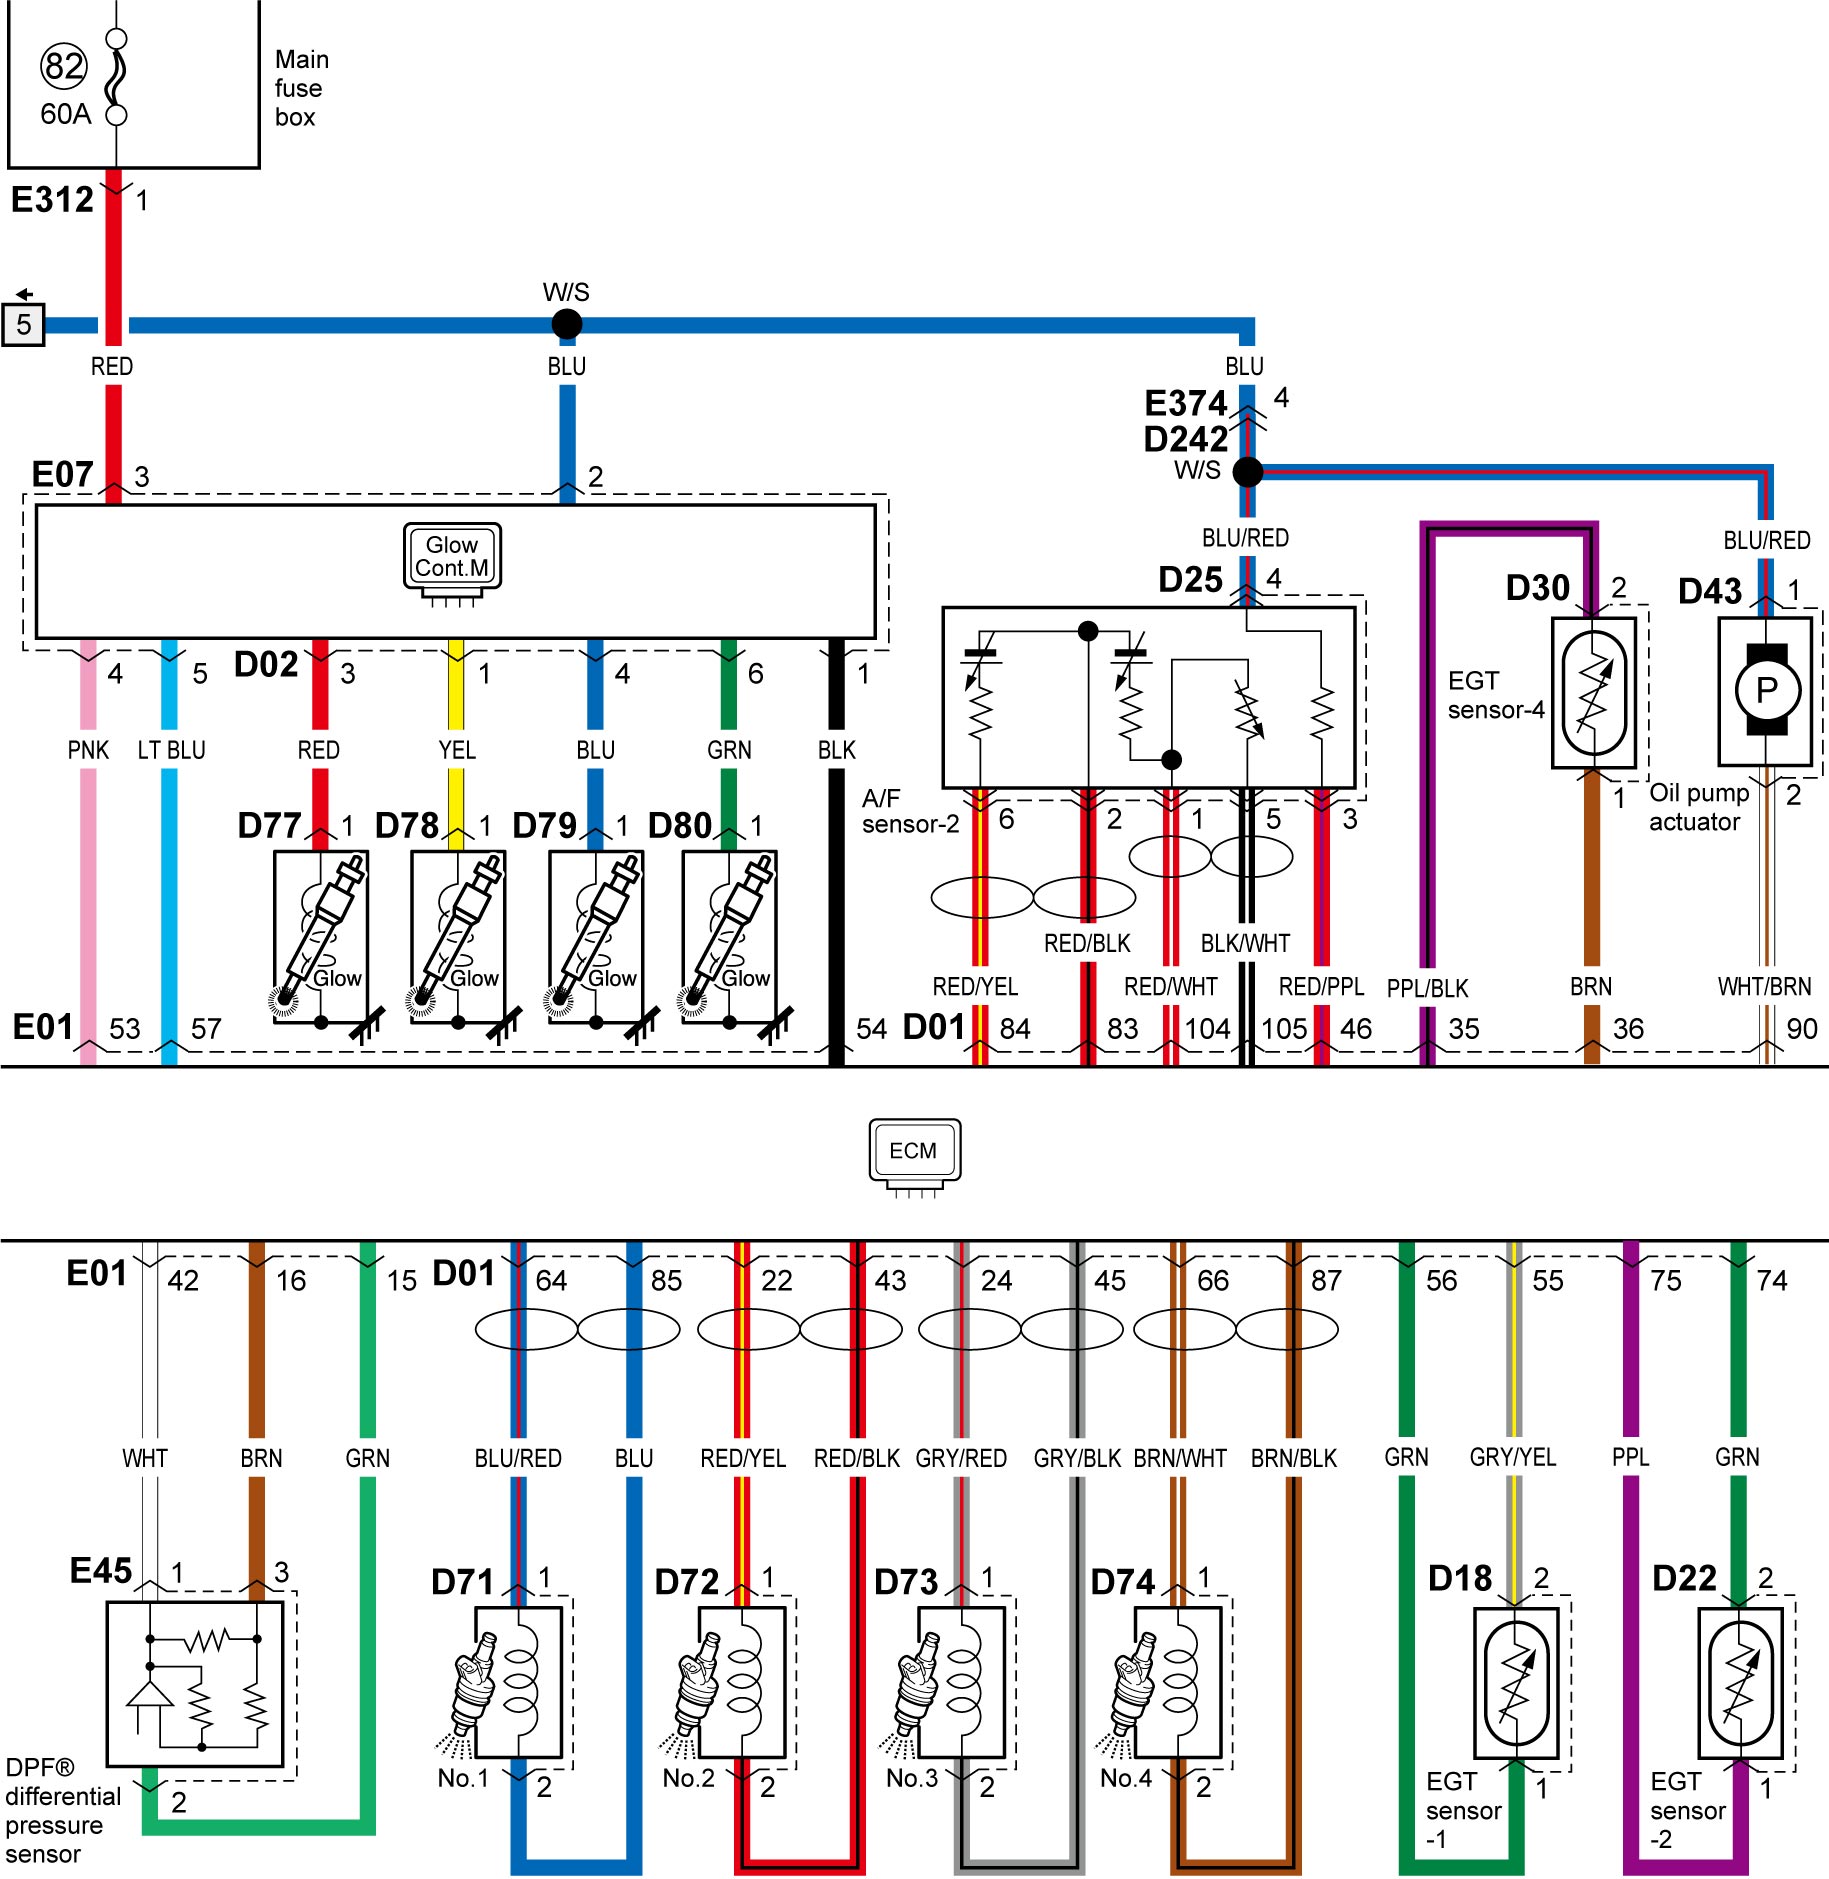 82
60A
Main
fuse
box
E312 1
5
W/S
RED BLU BLU
E374 4
D242
W/S
E07 3 2
BLU/RED BLU/RED
Glow
Cont.M
D25 4
D30 2
D43 1
4 5 D02 3 1 4 6 1
EGT
sensor-4
P
PNK LT BLU RED YEL BLU GRN BLK
A/F
sensor-2
6 2 1 5 3
1
Oil pump
actuator
2
D77 1 D78 1 D79 1 D80 1
RED/BLK BLK/WHT
Glow Glow Glow Glow
RED/YEL RED/WHT RED/PPL PPL/BLK BRN WHT/BRN
E01 53 57 54 D01 84 83 104 105 46 35 36 90
ECM
E01 42 16 15 D01 64 85 22 43 24 45 66 87 56 55 75 74
WHT BRN GRN BLU/RED BLU RED/YEL RED/BLK GRY/RED GRY/BLK BRN/WHT BRN/BLK GRN GRY/YEL PPL GRN
E45 1 3 D71 1 D72 1 D73 1 D74 1 D18 2 D22 2
DPF®
differential
pressure
sensor
2
No.1 2 No.2 2 No.3 2 No.4 2
EGT
sensor
-1
1
EGT
sensor
-2
1